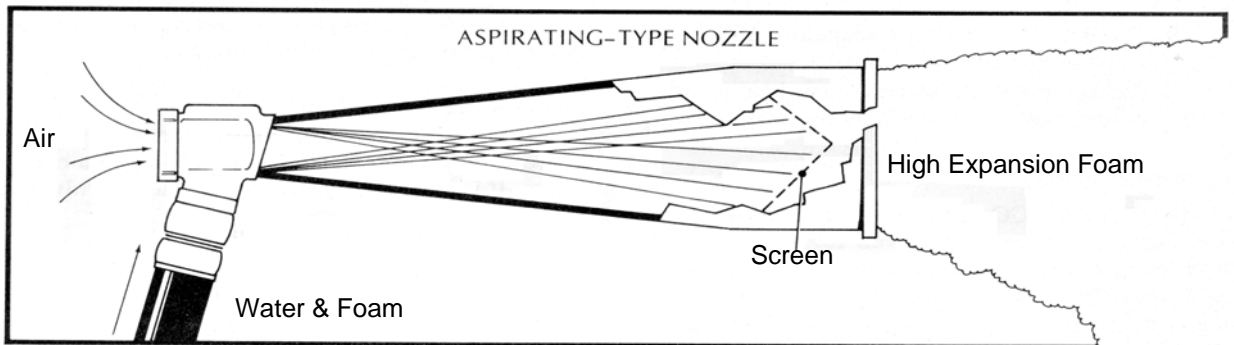 ASPIRATING-TYPE NOZZLE
Air
High Expansion Foam
Screen
Water & Foam